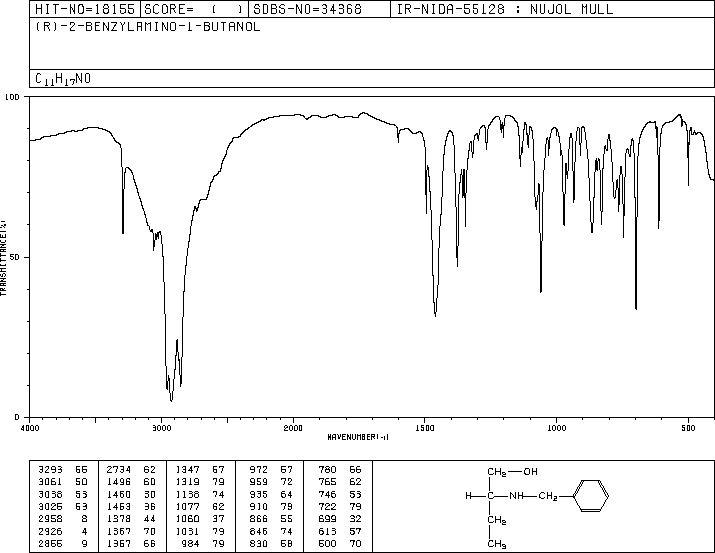 HIT-NO=18155 SCORE= ( ) SDBS-NO=34368 IR-NIDA-55128 : NUJOL MULL
(R)-2-BENZYLAMINO-1-BUTANOL
C₁₁H₁₇NO
100
50
0
TRANSMITTANCE(%)
4000 3000 2000 1500 1000 500
WAVENUMBER(-1)
3293 55 2734 62 1347 57 972 57 780 66
3061 50 1496 60 1319 79 959 72 765 62
3038 53 1460 30 1138 74 935 64 746 53
3025 53 1453 36 1077 62 910 79 722 79
2958 8 1378 44 1060 37 866 55 699 32
2926 4 1367 70 1031 79 846 74 613 57
2855 9 1357 66 984 79 830 58 500 70
CH₂—OH
H—C—NH—CH₂
CH₂
CH₃